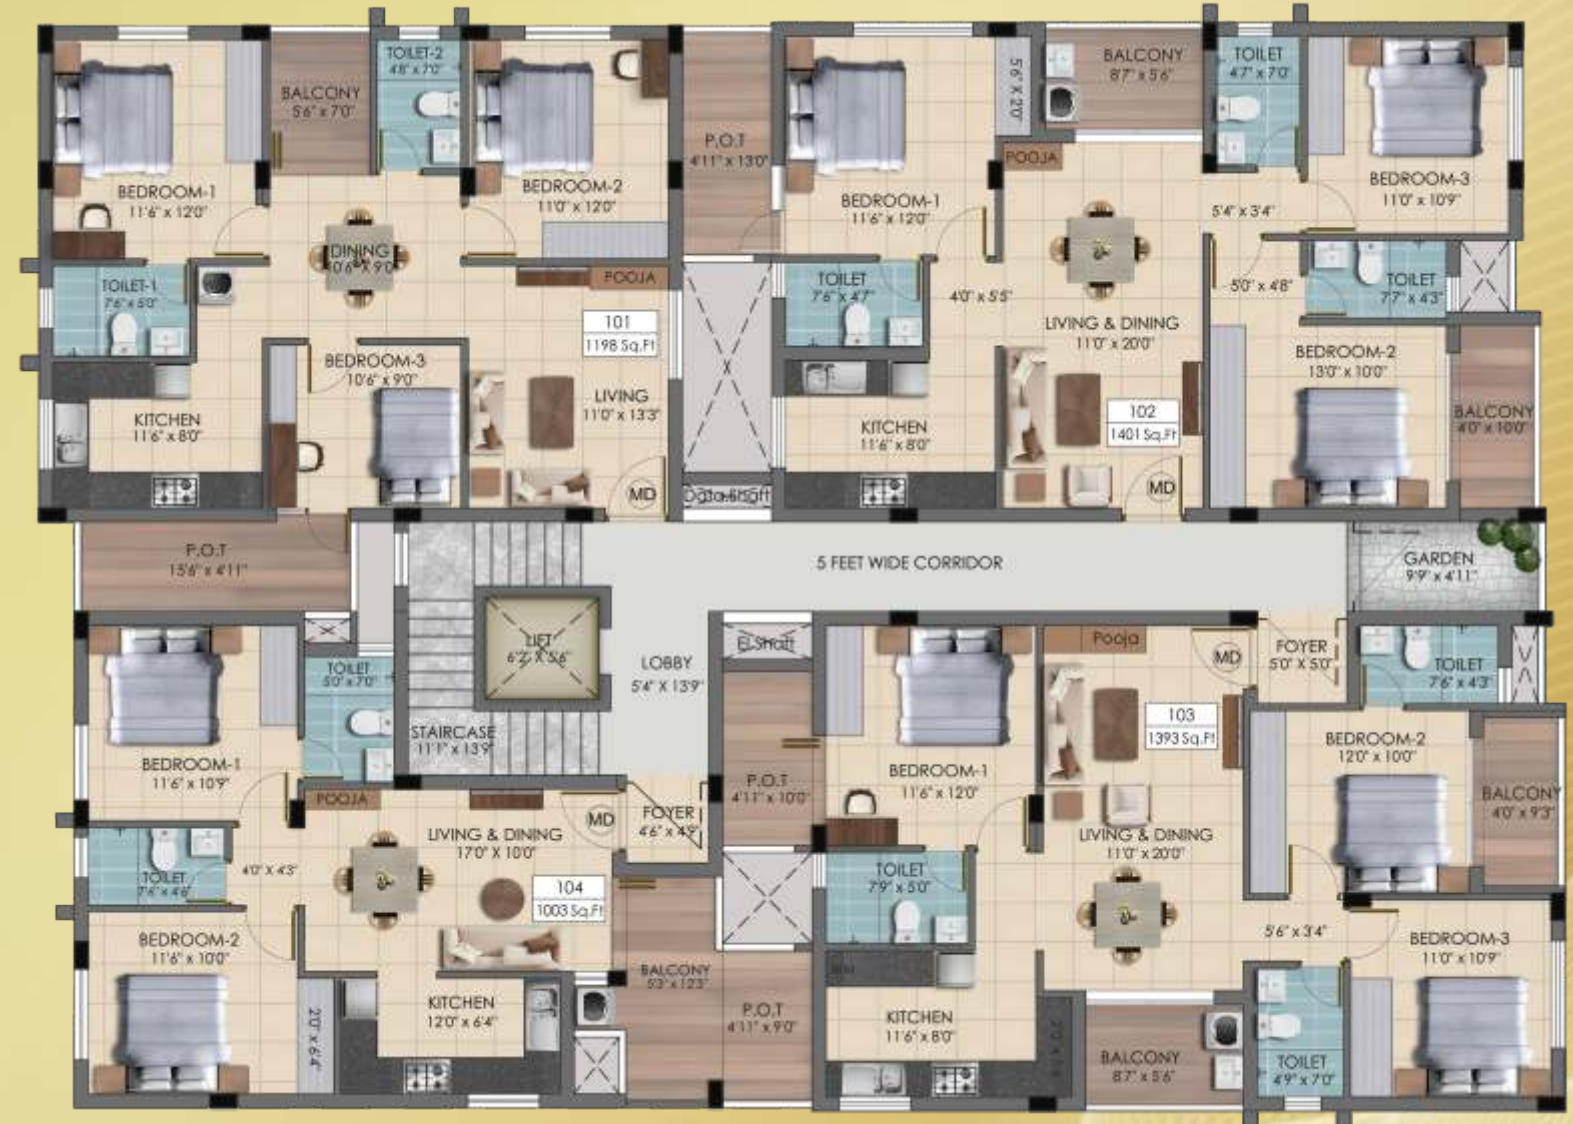 BEDROOM-1
11'6" x 12'0"
BALCONY
5'6" x 7'0"
TOILET-2
4'8" x 7'0"
BEDROOM-2
11'0" x 12'0"
DINING
10'6" x 9'0"
TOILET-1
7'6" x 5'0"
POOJA
101
1198 Sq.Ft
BEDROOM-3
10'6" x 9'0"
LIVING
11'0" x 13'3"
KITCHEN
11'6" x 8'0"
MD
P.O.T
15'6" x 4'11"
P.O.T
4'11" x 13'0"
Data Shaft
BEDROOM-1
11'6" x 12'0"
5'6" X 2'0"
BALCONY
8'7" x 5'6"
POOJA
TOILET
4'7" x 7'0"
BEDROOM-3
11'0" x 10'9"
5'4" x 3'4"
TOILET
7'6" x 4'7"
4'0" x 5'5"
5'0" x 4'8"
TOILET
7'7" x 4'3"
LIVING & DINING
11'0" x 20'0"
BEDROOM-2
13'0" x 10'0"
BALCONY
4'0" x 10'0"
102
1401 Sq.Ft
KITCHEN
11'6" x 8'0"
MD
5 FEET WIDE CORRIDOR
GARDEN
9'9" x 4'11"
LIFT
6'2" X 5'6"
LOBBY
5'4" X 13'9"
STAIRCASE
11'1" x 13'9"
El.Shaft
FOYER
4'6" x 4'9"
TOILET
5'0" x 7'0"
BEDROOM-1
11'6" x 10'9"
POOJA
MD
LIVING & DINING
17'0" X 10'0"
TOILET
7'6" x 4'6"
4'0" X 4'3"
104
1003 Sq.Ft
BEDROOM-2
11'6" x 10'0"
2'0" x 6'4"
KITCHEN
12'0" x 6'4"
BALCONY
5'3" x 12'3"
P.O.T
4'11" x 9'0"
P.O.T
4'11" x 10'0"
BEDROOM-1
11'6" x 12'0"
Pooja
MD
FOYER
5'0" X 5'0"
TOILET
7'6" x 4'3"
103
1393 Sq.Ft
BEDROOM-2
12'0" x 10'0"
BALCONY
4'0" x 9'3"
LIVING & DINING
11'0" x 20'0"
TOILET
7'9" x 5'0"
5'6" x 3'4"
BEDROOM-3
11'0" x 10'9"
KITCHEN
11'6" x 8'0"
BALCONY
8'7" x 5'6"
TOILET
4'9" x 7'0"